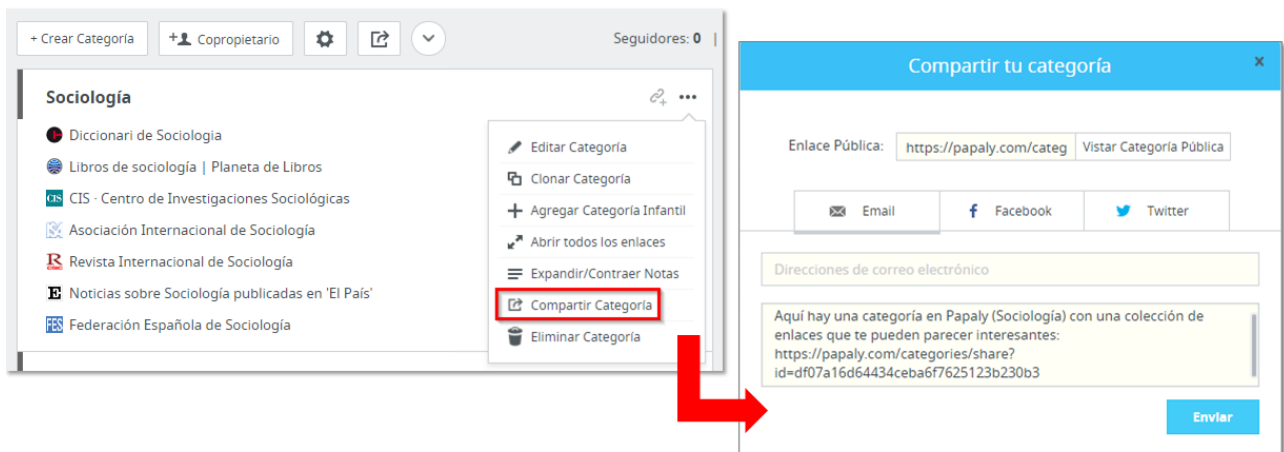 + Crear Categoría
+ Copropietario
Seguidores: 0 |
Sociología
Diccionari de Sociologia
Libros de sociología | Planeta de Libros
CIS
CIS · Centro de Investigaciones Sociológicas
Asociación Internacional de Sociología
R Revista Internacional de Sociología
E Noticias sobre Sociología publicadas en 'El País'
FES Federación Española de Sociología
Editar Categoría
Clonar Categoría
Agregar Categoría Infantil
Abrir todos los enlaces
Expandir/Contraer Notas
Compartir Categoría
Eliminar Categoría
Compartir tu categoría x
Enlace Pública: https://papaly.com/categ Vistar Categoría Pública
Email Facebook Twitter
Direcciones de correo electrónico
Aquí hay una categoría en Papaly (Sociología) con una colección de
enlaces que te pueden parecer interesantes:
https://papaly.com/categories/share?
id=df07a16d64434ceba6f7625123b230b3
Enviar